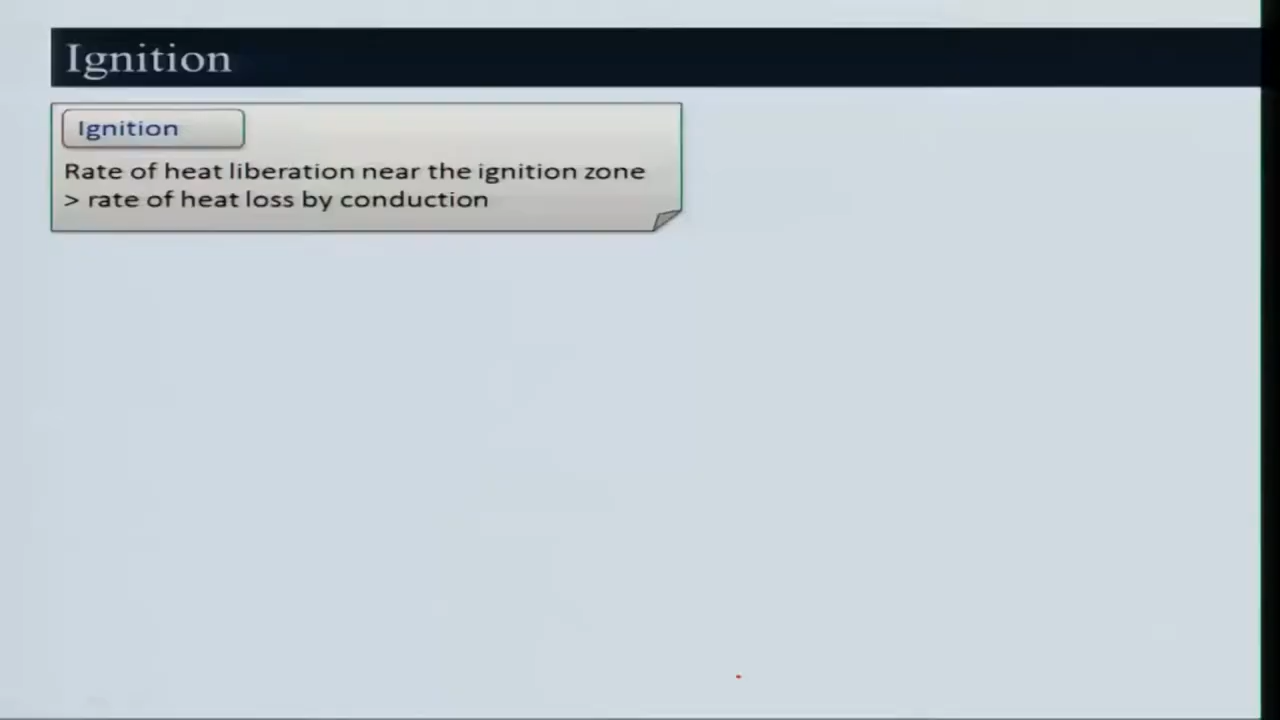 Ignition
Ignition
Rate of heat liberation near the ignition zone
> rate of heat loss by conduction